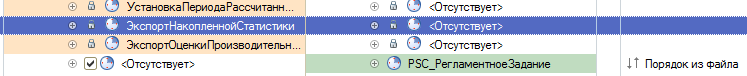 УстановкаПериодаРассчитанн... <Отсутствует>
ЭкспортНакопленнойСтатистики <Отсутствует>
ЭкспортОценкиПроизводительн... <Отсутствует>
<Отсутствует> PSC_РегламентноеЗадание Порядок из файла